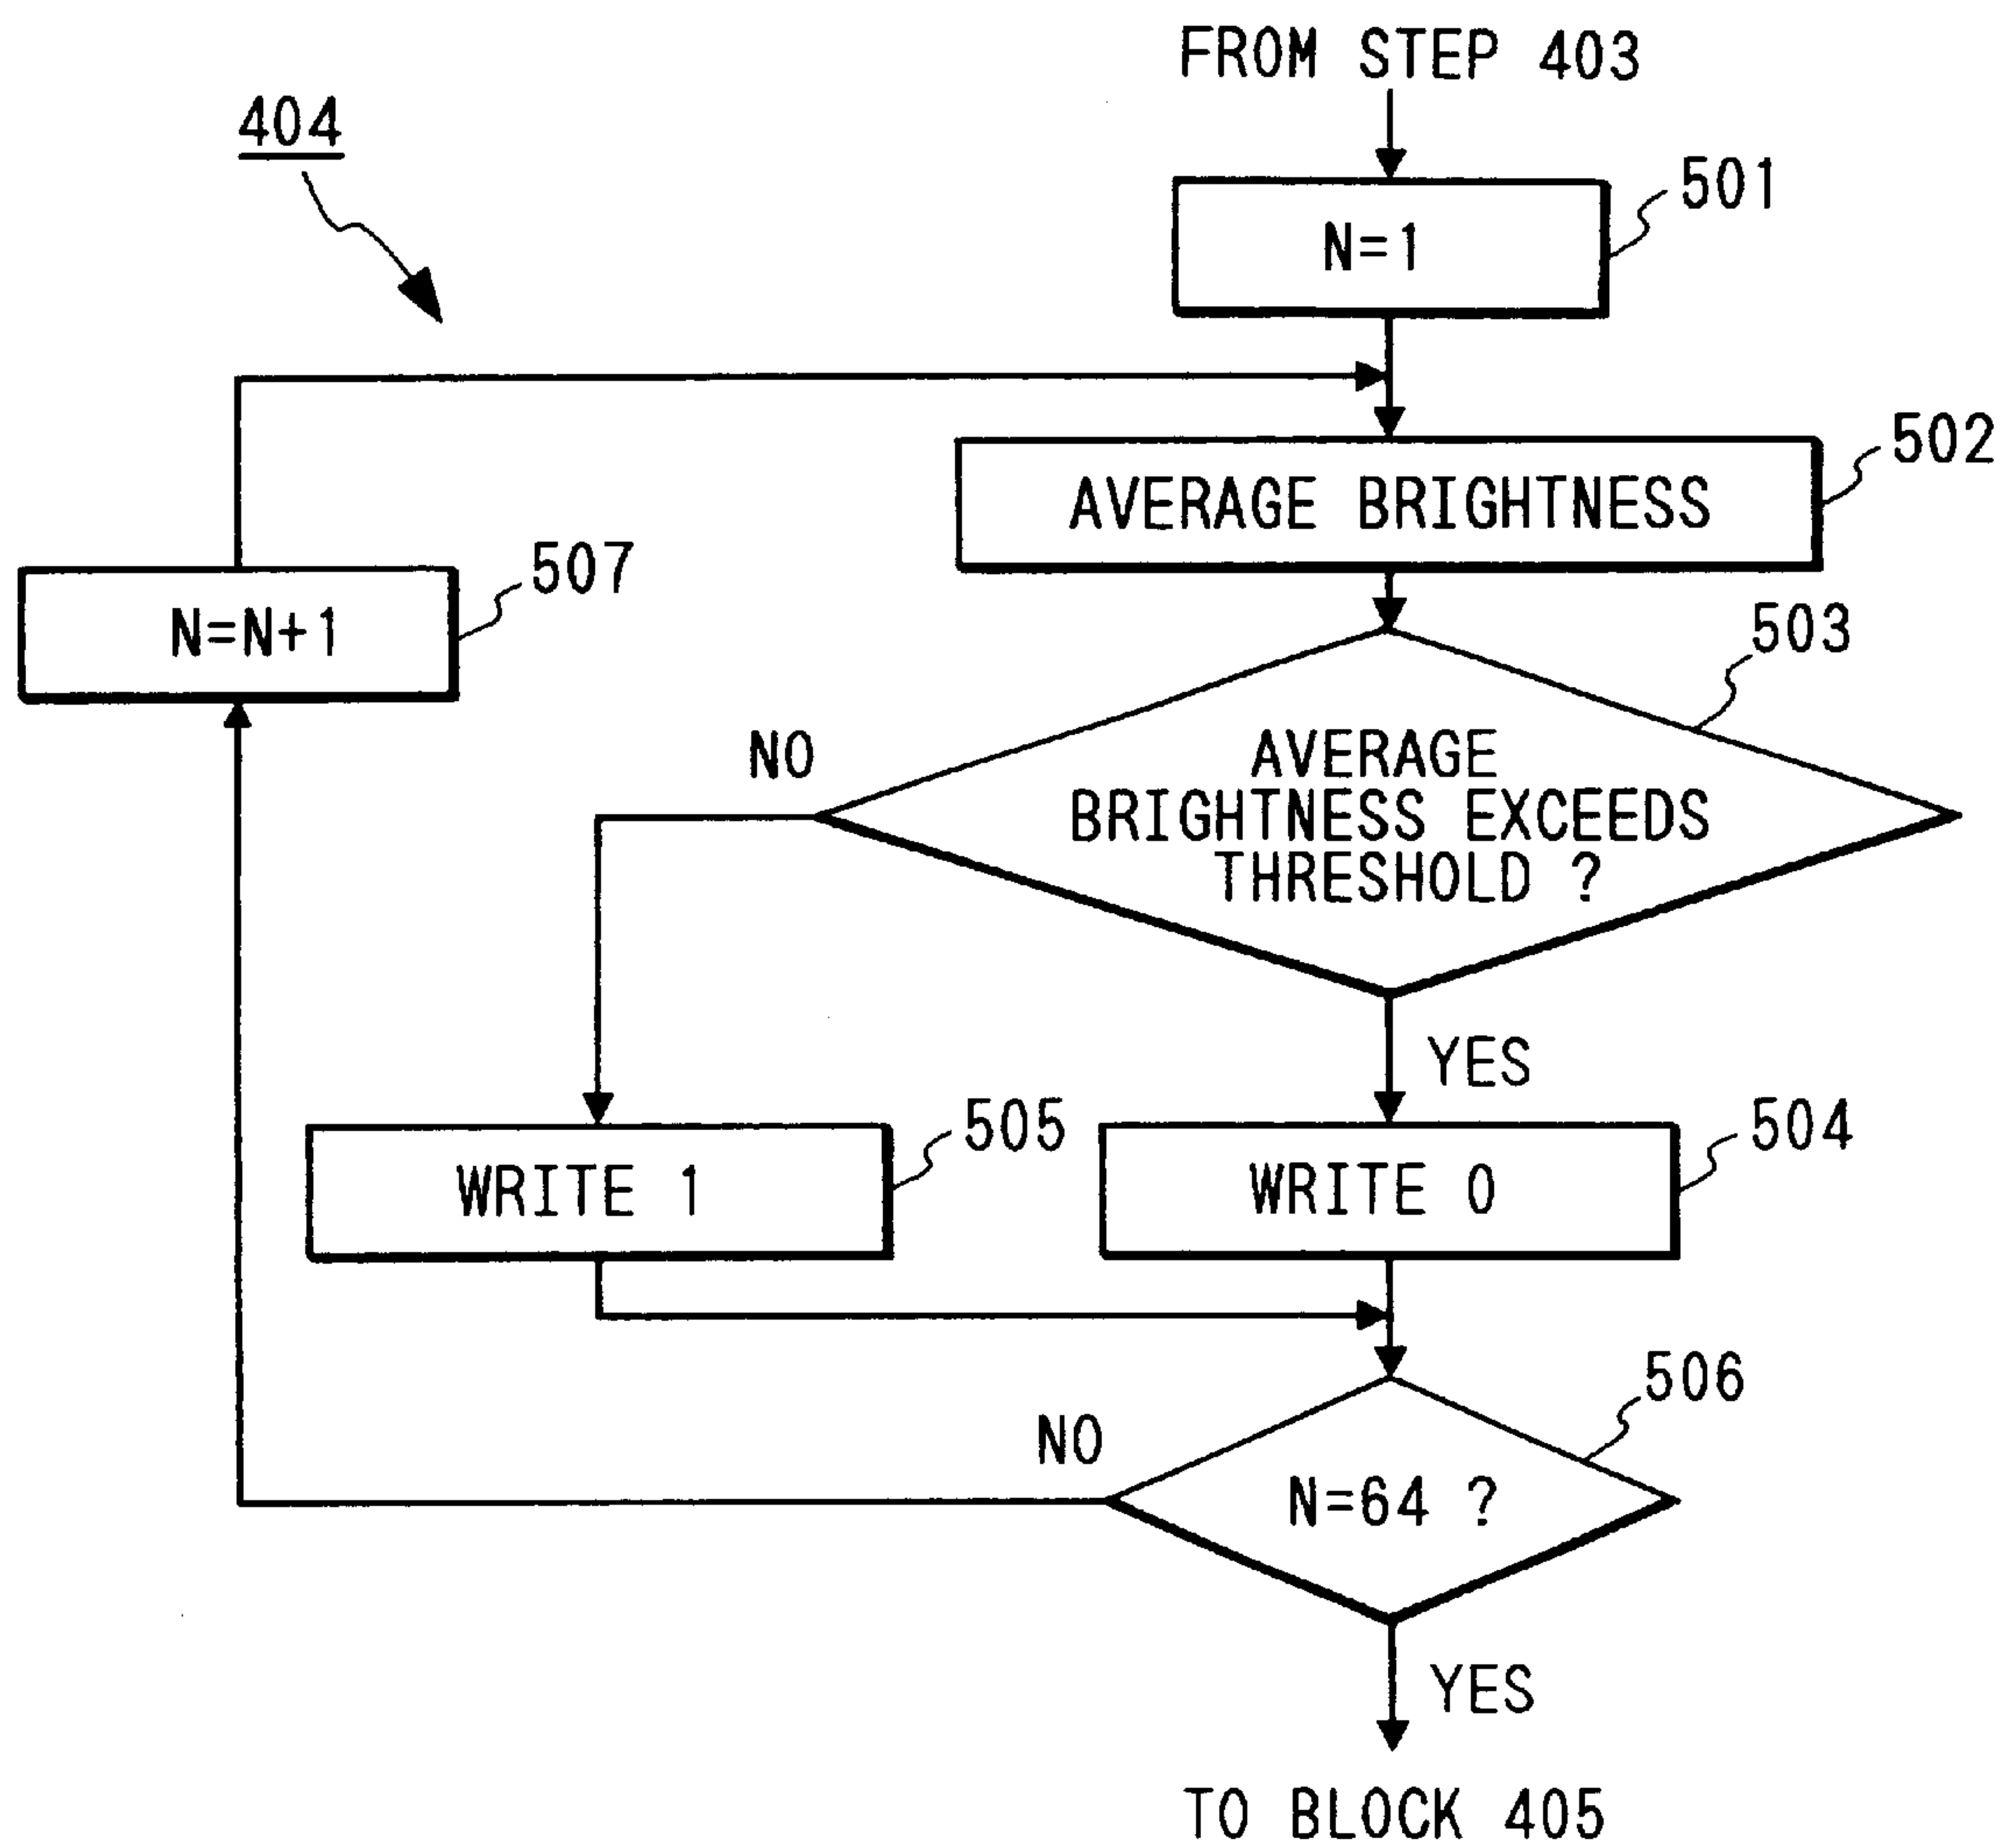 FROM STEP 403
404
501
N=1
502
AVERAGE BRIGHTNESS
507
N=N+1
503
NO
AVERAGE
BRIGHTNESS EXCEEDS
THRESHOLD ?
YES
505
504
WRITE 1
WRITE 0
506
NO
N=64 ?
YES
TO BLOCK 405